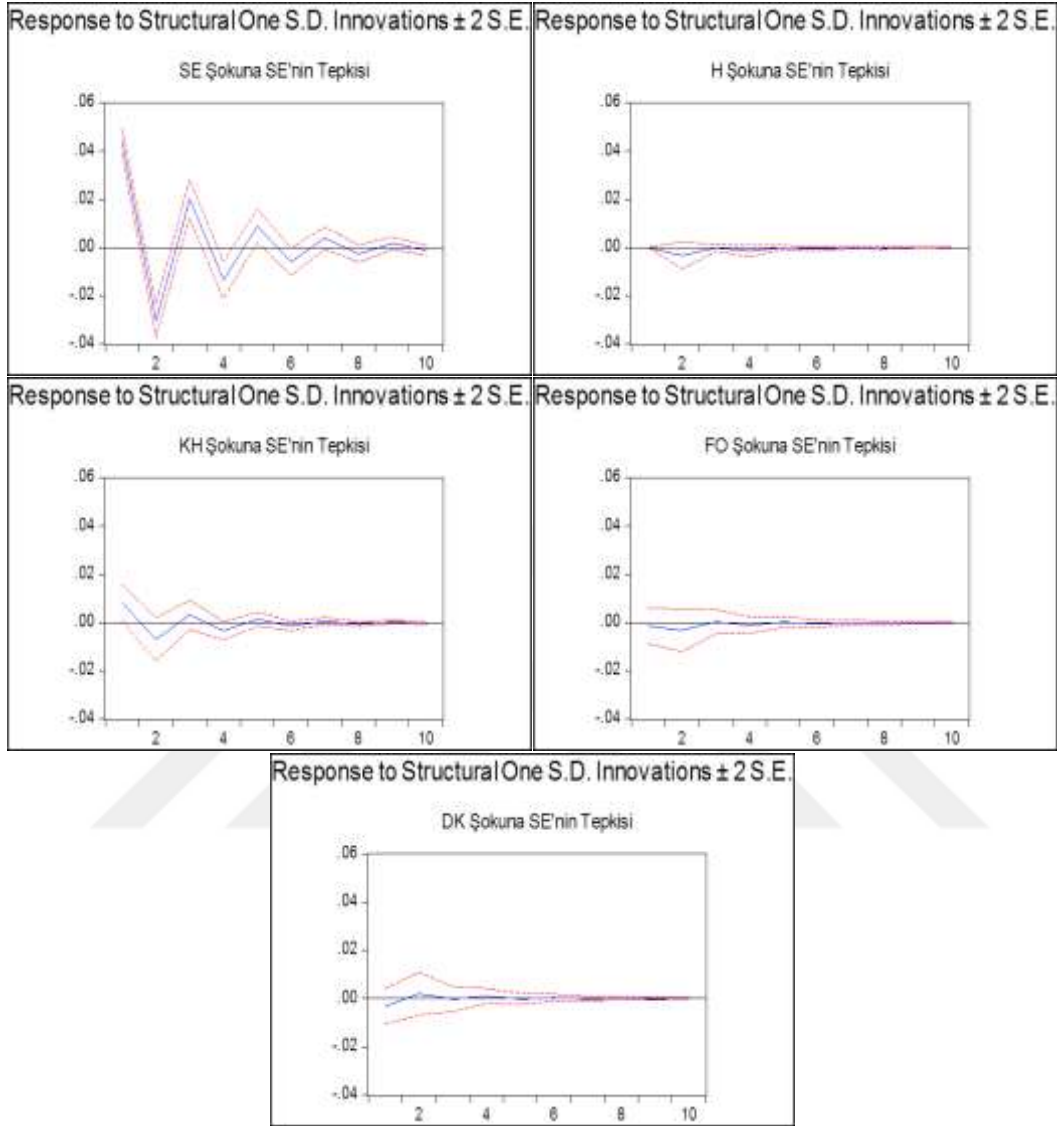 Response to Structural One S.D. Innovations ± 2 S.E.
SE Şokuna SE'nin Tepkisi
.06
.04
.02
.00
-.02
-.04
2 4 6 8 10
Response to Structural One S.D. Innovations ± 2 S.E.
H Şokuna SE'nin Tepkisi
.06
.04
.02
.00
-.02
-.04
2 4 6 8 10
Response to Structural One S.D. Innovations ± 2 S.E.
KH Şokuna SE'nin Tepkisi
.06
.04
.02
.00
-.02
-.04
2 4 6 8 10
Response to Structural One S.D. Innovations ± 2 S.E.
FO Şokuna SE'nin Tepkisi
.06
.04
.02
.00
-.02
-.04
2 4 6 8 10
Response to Structural One S.D. Innovations ± 2 S.E.
DK Şokuna SE'nin Tepkisi
.06
.04
.02
.00
-.02
-.04
2 4 6 8 10